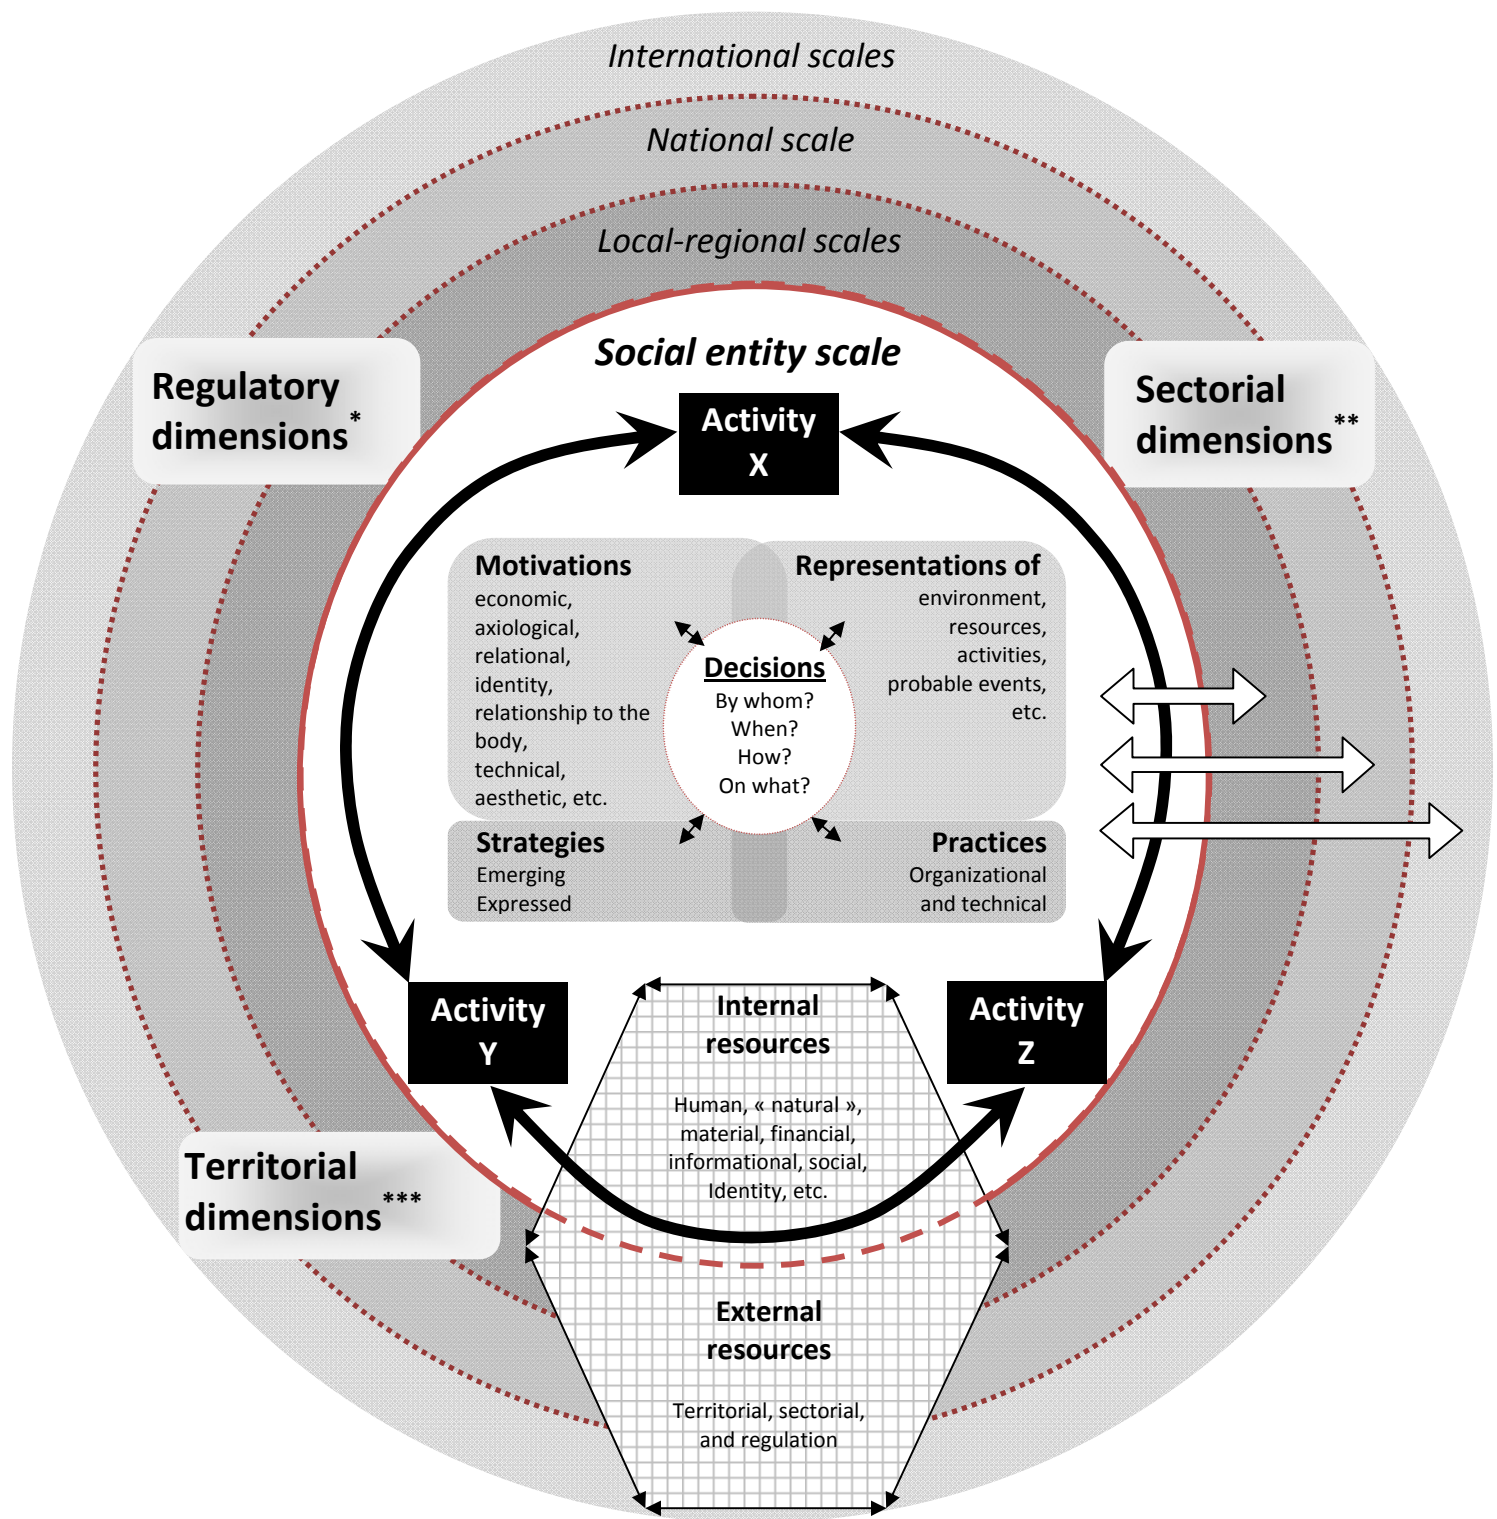 International scales
National scale
Local-regional scales
Social entity scale
Regulatory
dimensions*
Sectorial
dimensions**
Activity
X
Motivations
economic,
axiological,
relational,
identity,
relationship to the
body,
technical,
aesthetic, etc.
Representations of
environment,
resources,
activities,
probable events,
etc.
Decisions
By whom?
When?
How?
On what?
Strategies
Emerging
Expressed
Practices
Organizational
and technical
Activity
Y
Activity
Z
Internal
resources
Human, « natural »,
material, financial,
informational, social,
Identity, etc.
Territorial
dimensions***
External
resources
Territorial, sectorial,
and regulation